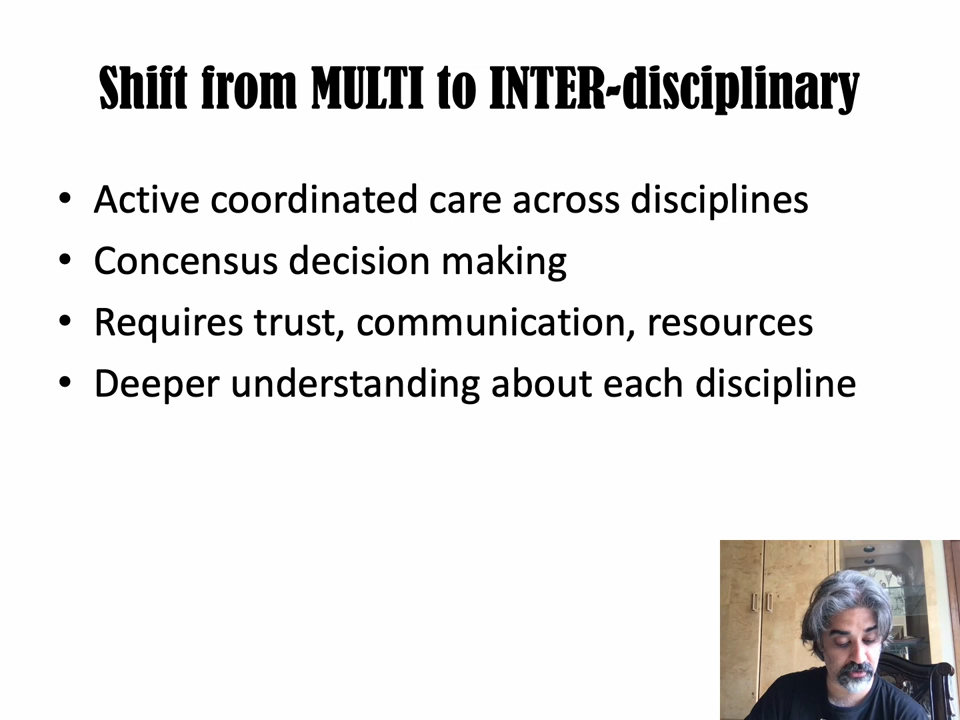 Shift from MULTI to INTER-disciplinary
• Active coordinated care across disciplines
• Concensus decision making
• Requires trust, communication, resources
• Deeper understanding about each discipline